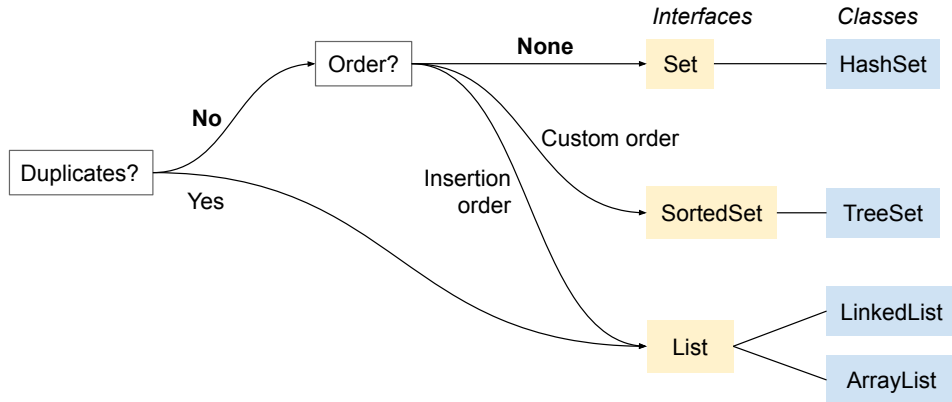 Interfaces
Classes
None
Order?
Set
HashSet
No
Custom order
Duplicates?
Insertion
order
Yes
SortedSet
TreeSet
LinkedList
List
ArrayList